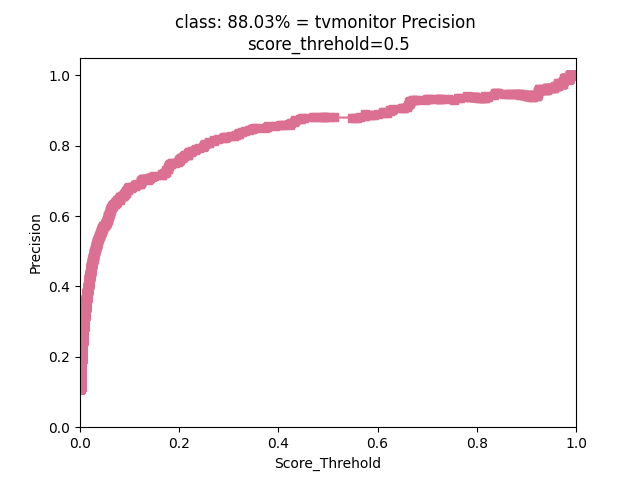 class: 88.03% = tvmonitor Precision
score_threhold=0.5
1.0
0.8
0.6
0.4
0.2
0.0
Precision
0.0 0.2 0.4 0.6 0.8 1.0
Score_Threhold